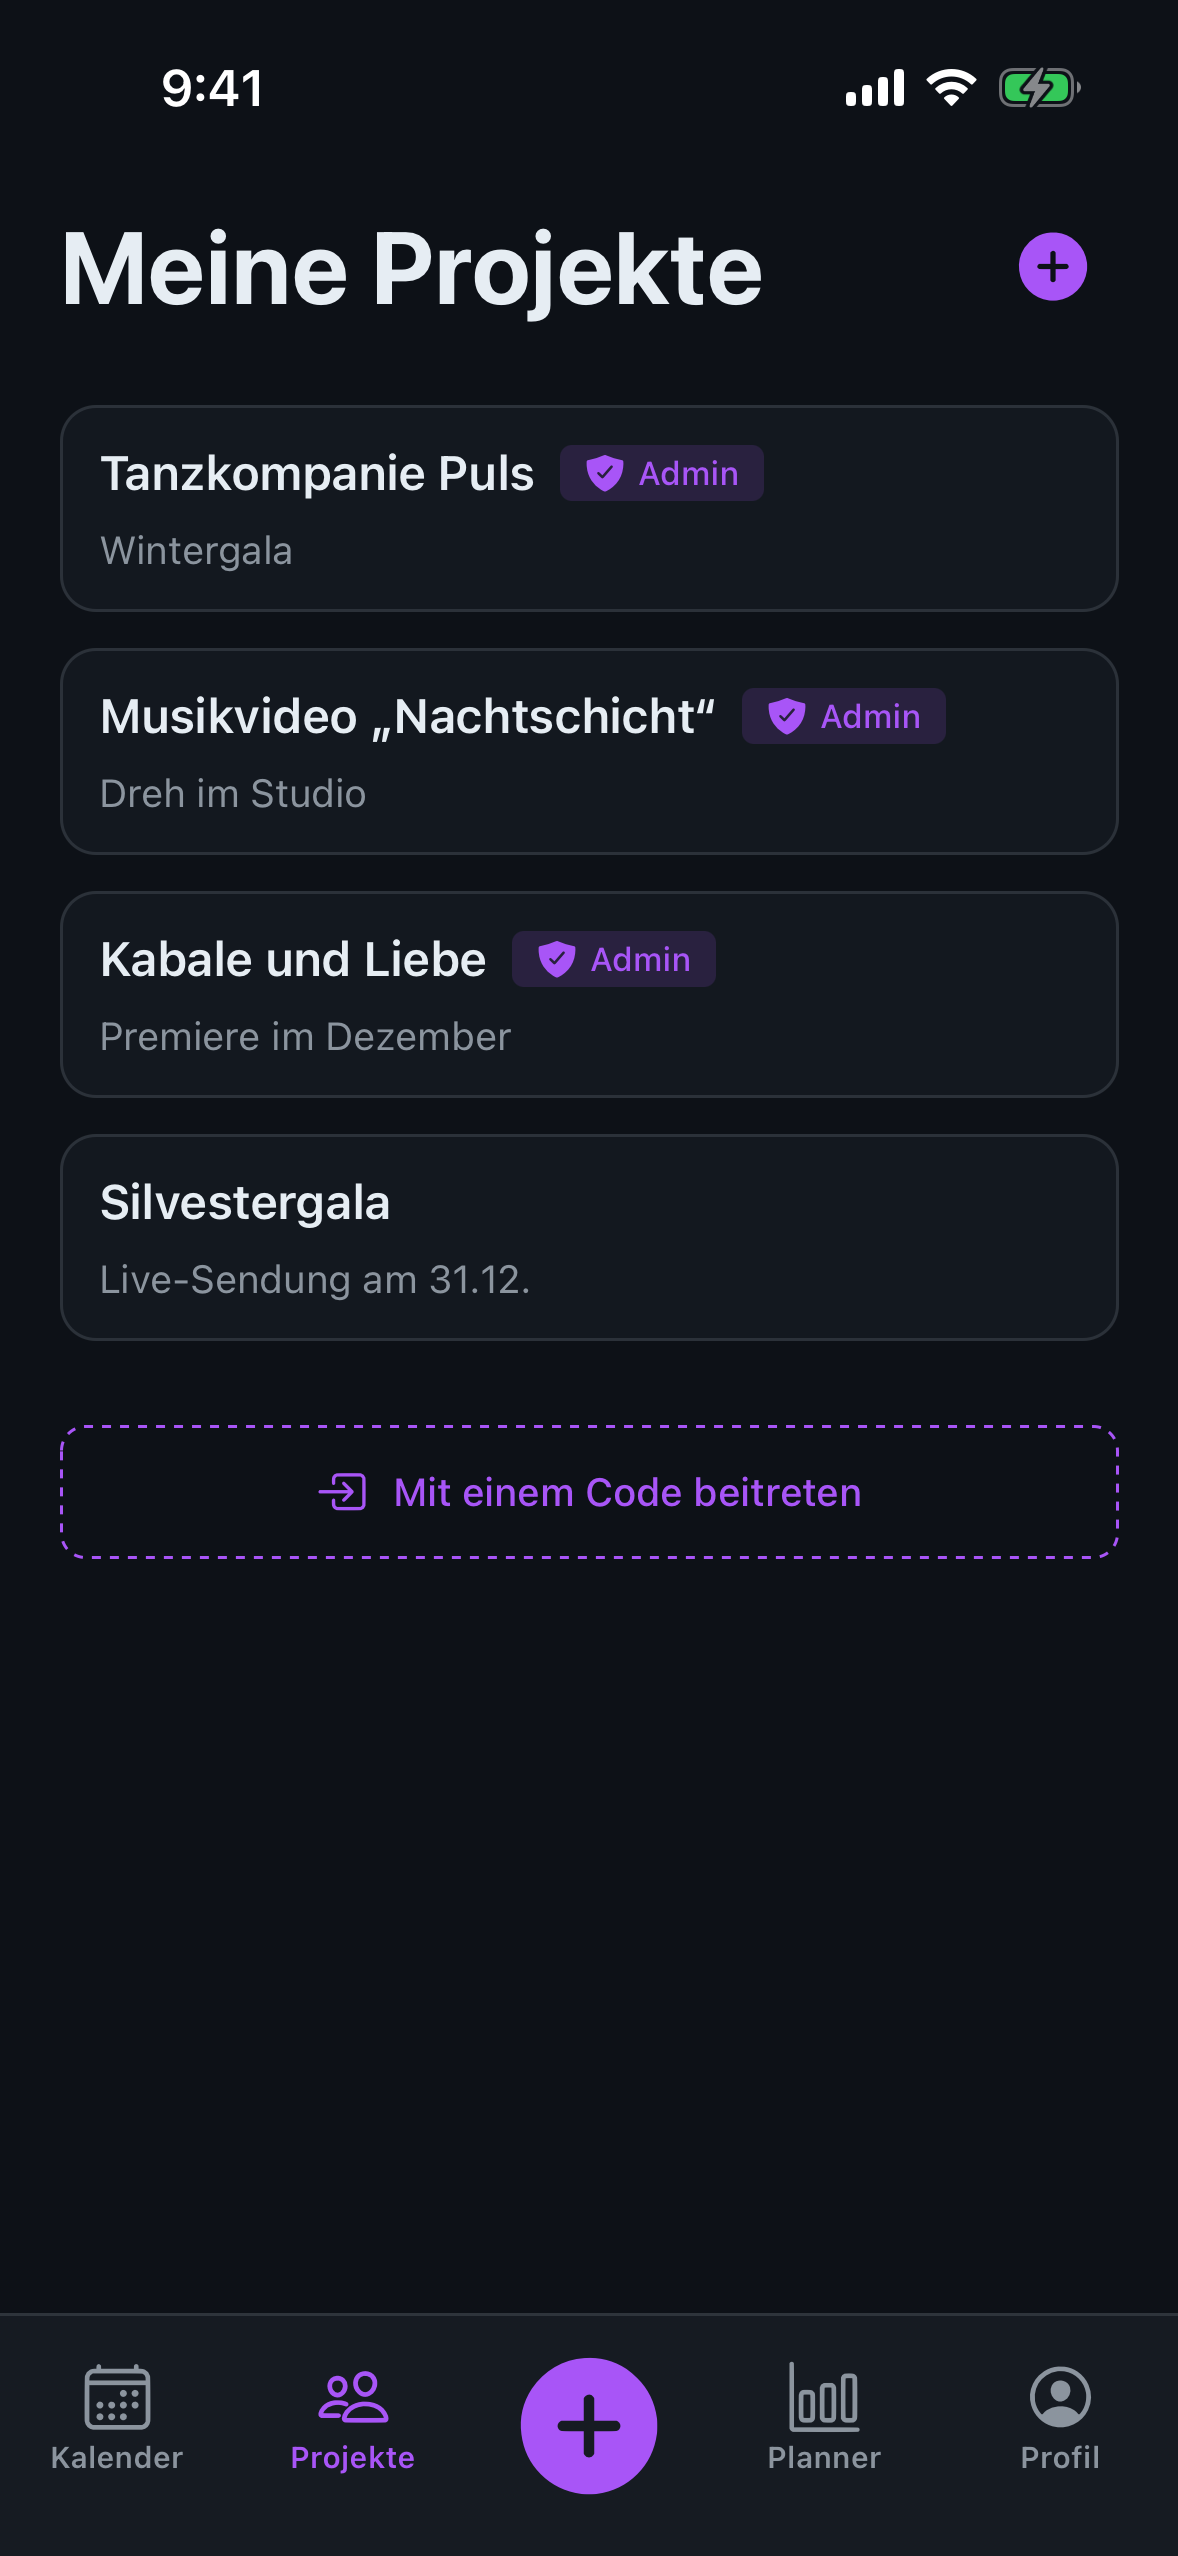 9:41
Meine Projekte
Tanzkompanie Puls Admin
Wintergala
Musikvideo „Nachtschicht“ Admin
Dreh im Studio
Kabale und Liebe Admin
Premiere im Dezember
Silvestergala
Live-Sendung am 31.12.
Mit einem Code beitreten
Kalender Projekte Planner Profil